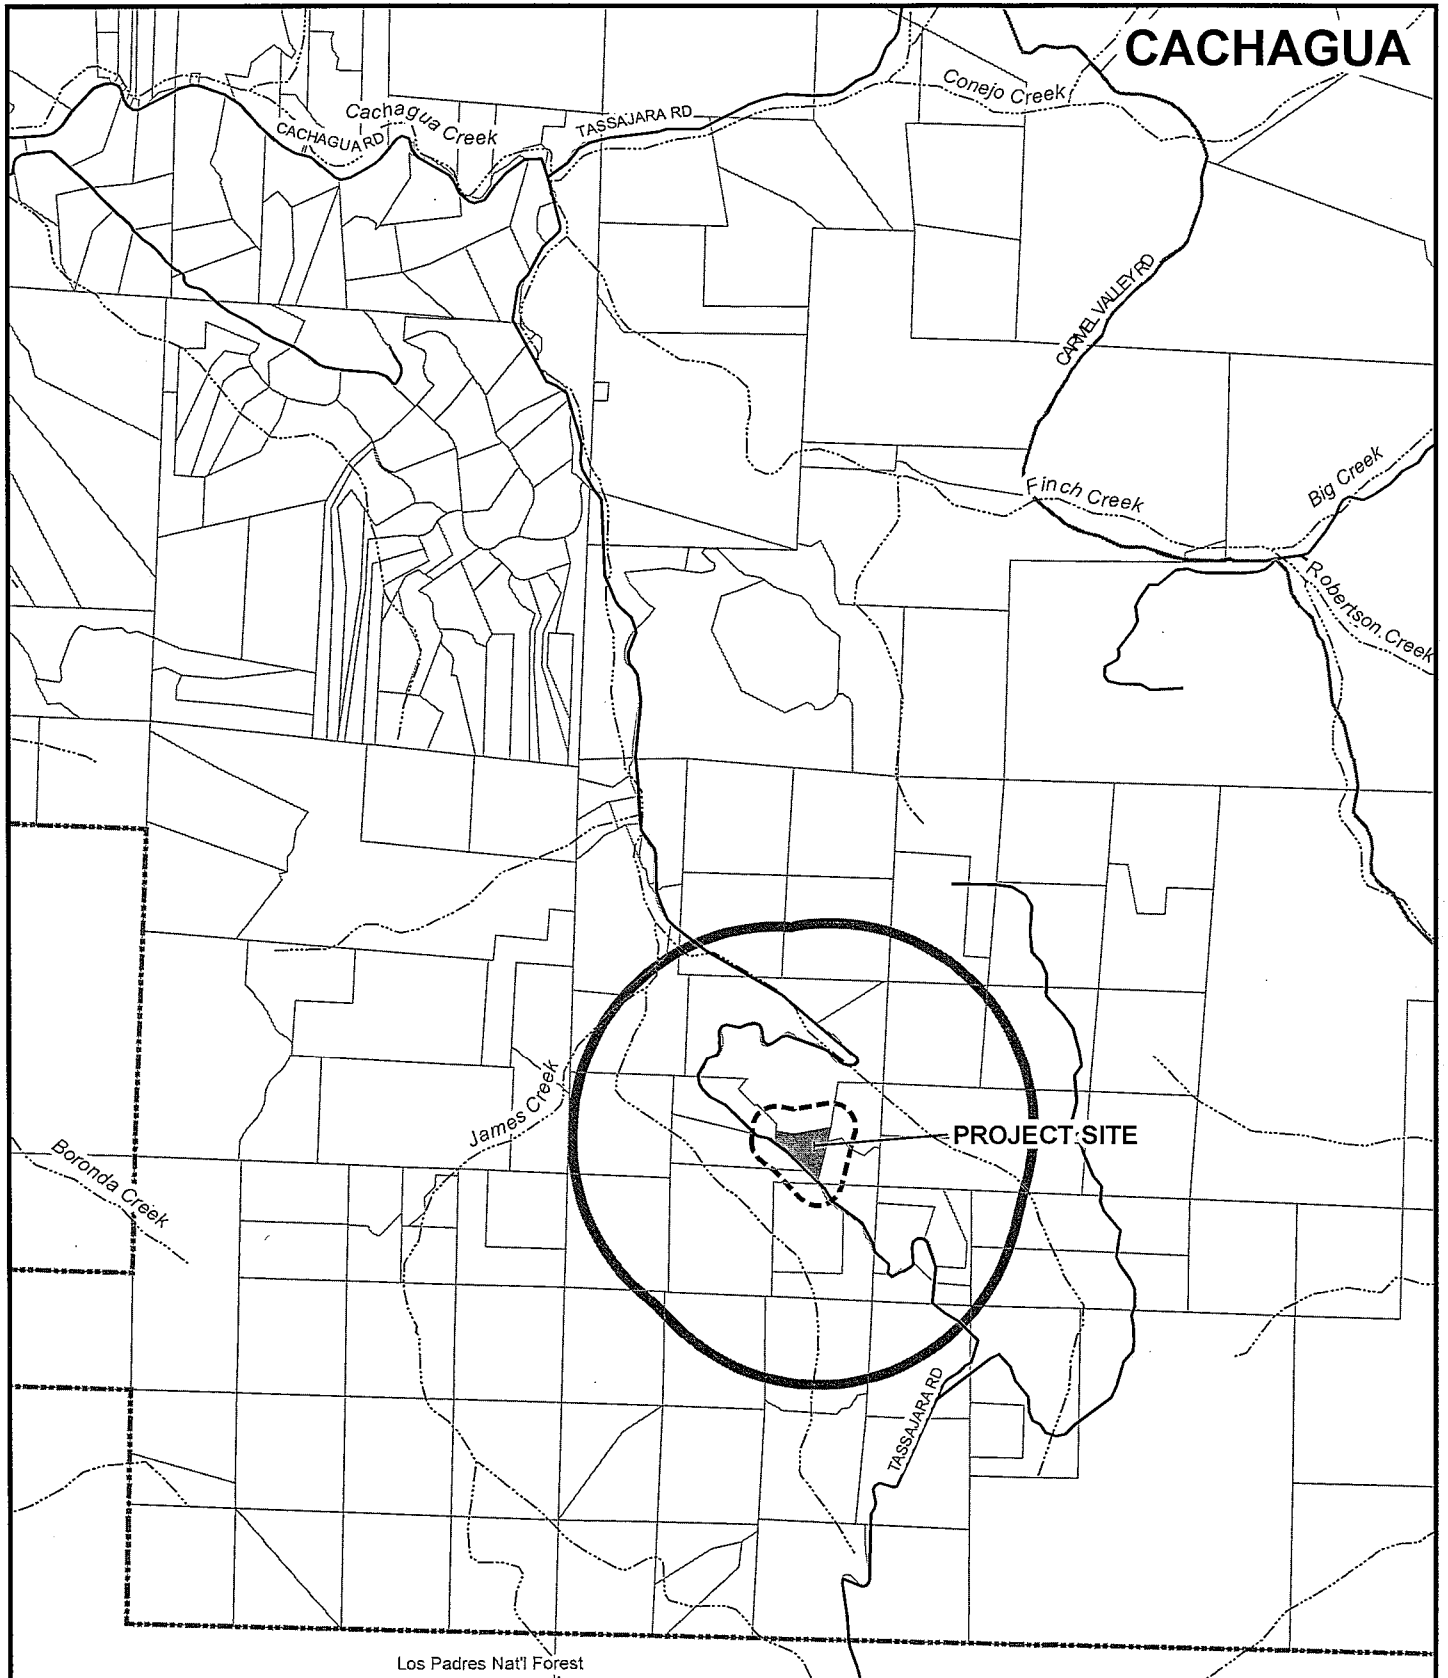 CACHAGUA
Conejo Creek
Cachagua Creek
TASSAJARA RD
CACHAGUA RD
CARMEL VALLEY RD
Big Creek
Finch Creek
Robertson Creek
James Creek
PROJECT SITE
Boronda Creek
TASSAJARA RD
Los Padres Nat'l Forest